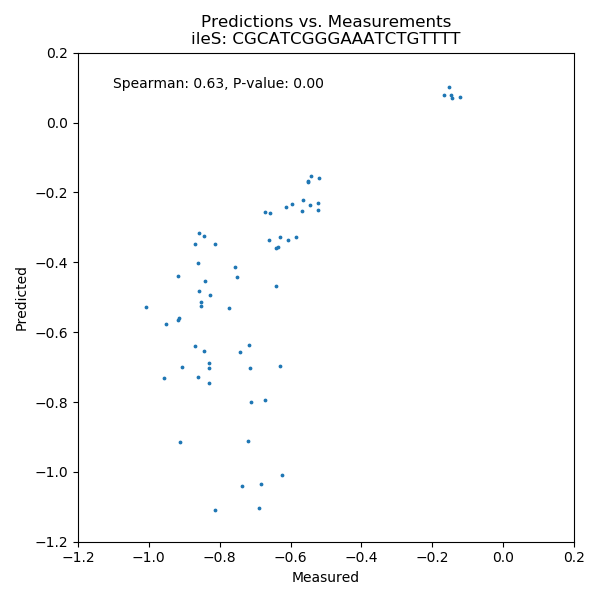 Predictions vs. Measurements
ileS: CGCATCGGGAAATCTGTTTT
Spearman: 0.63, P-value: 0.00
0.2
0.0
−0.2
−0.4
−0.6
−0.8
−1.0
−1.2
Predicted
−1.2 −1.0 −0.8 −0.6 −0.4 −0.2 0.0 0.2
Measured